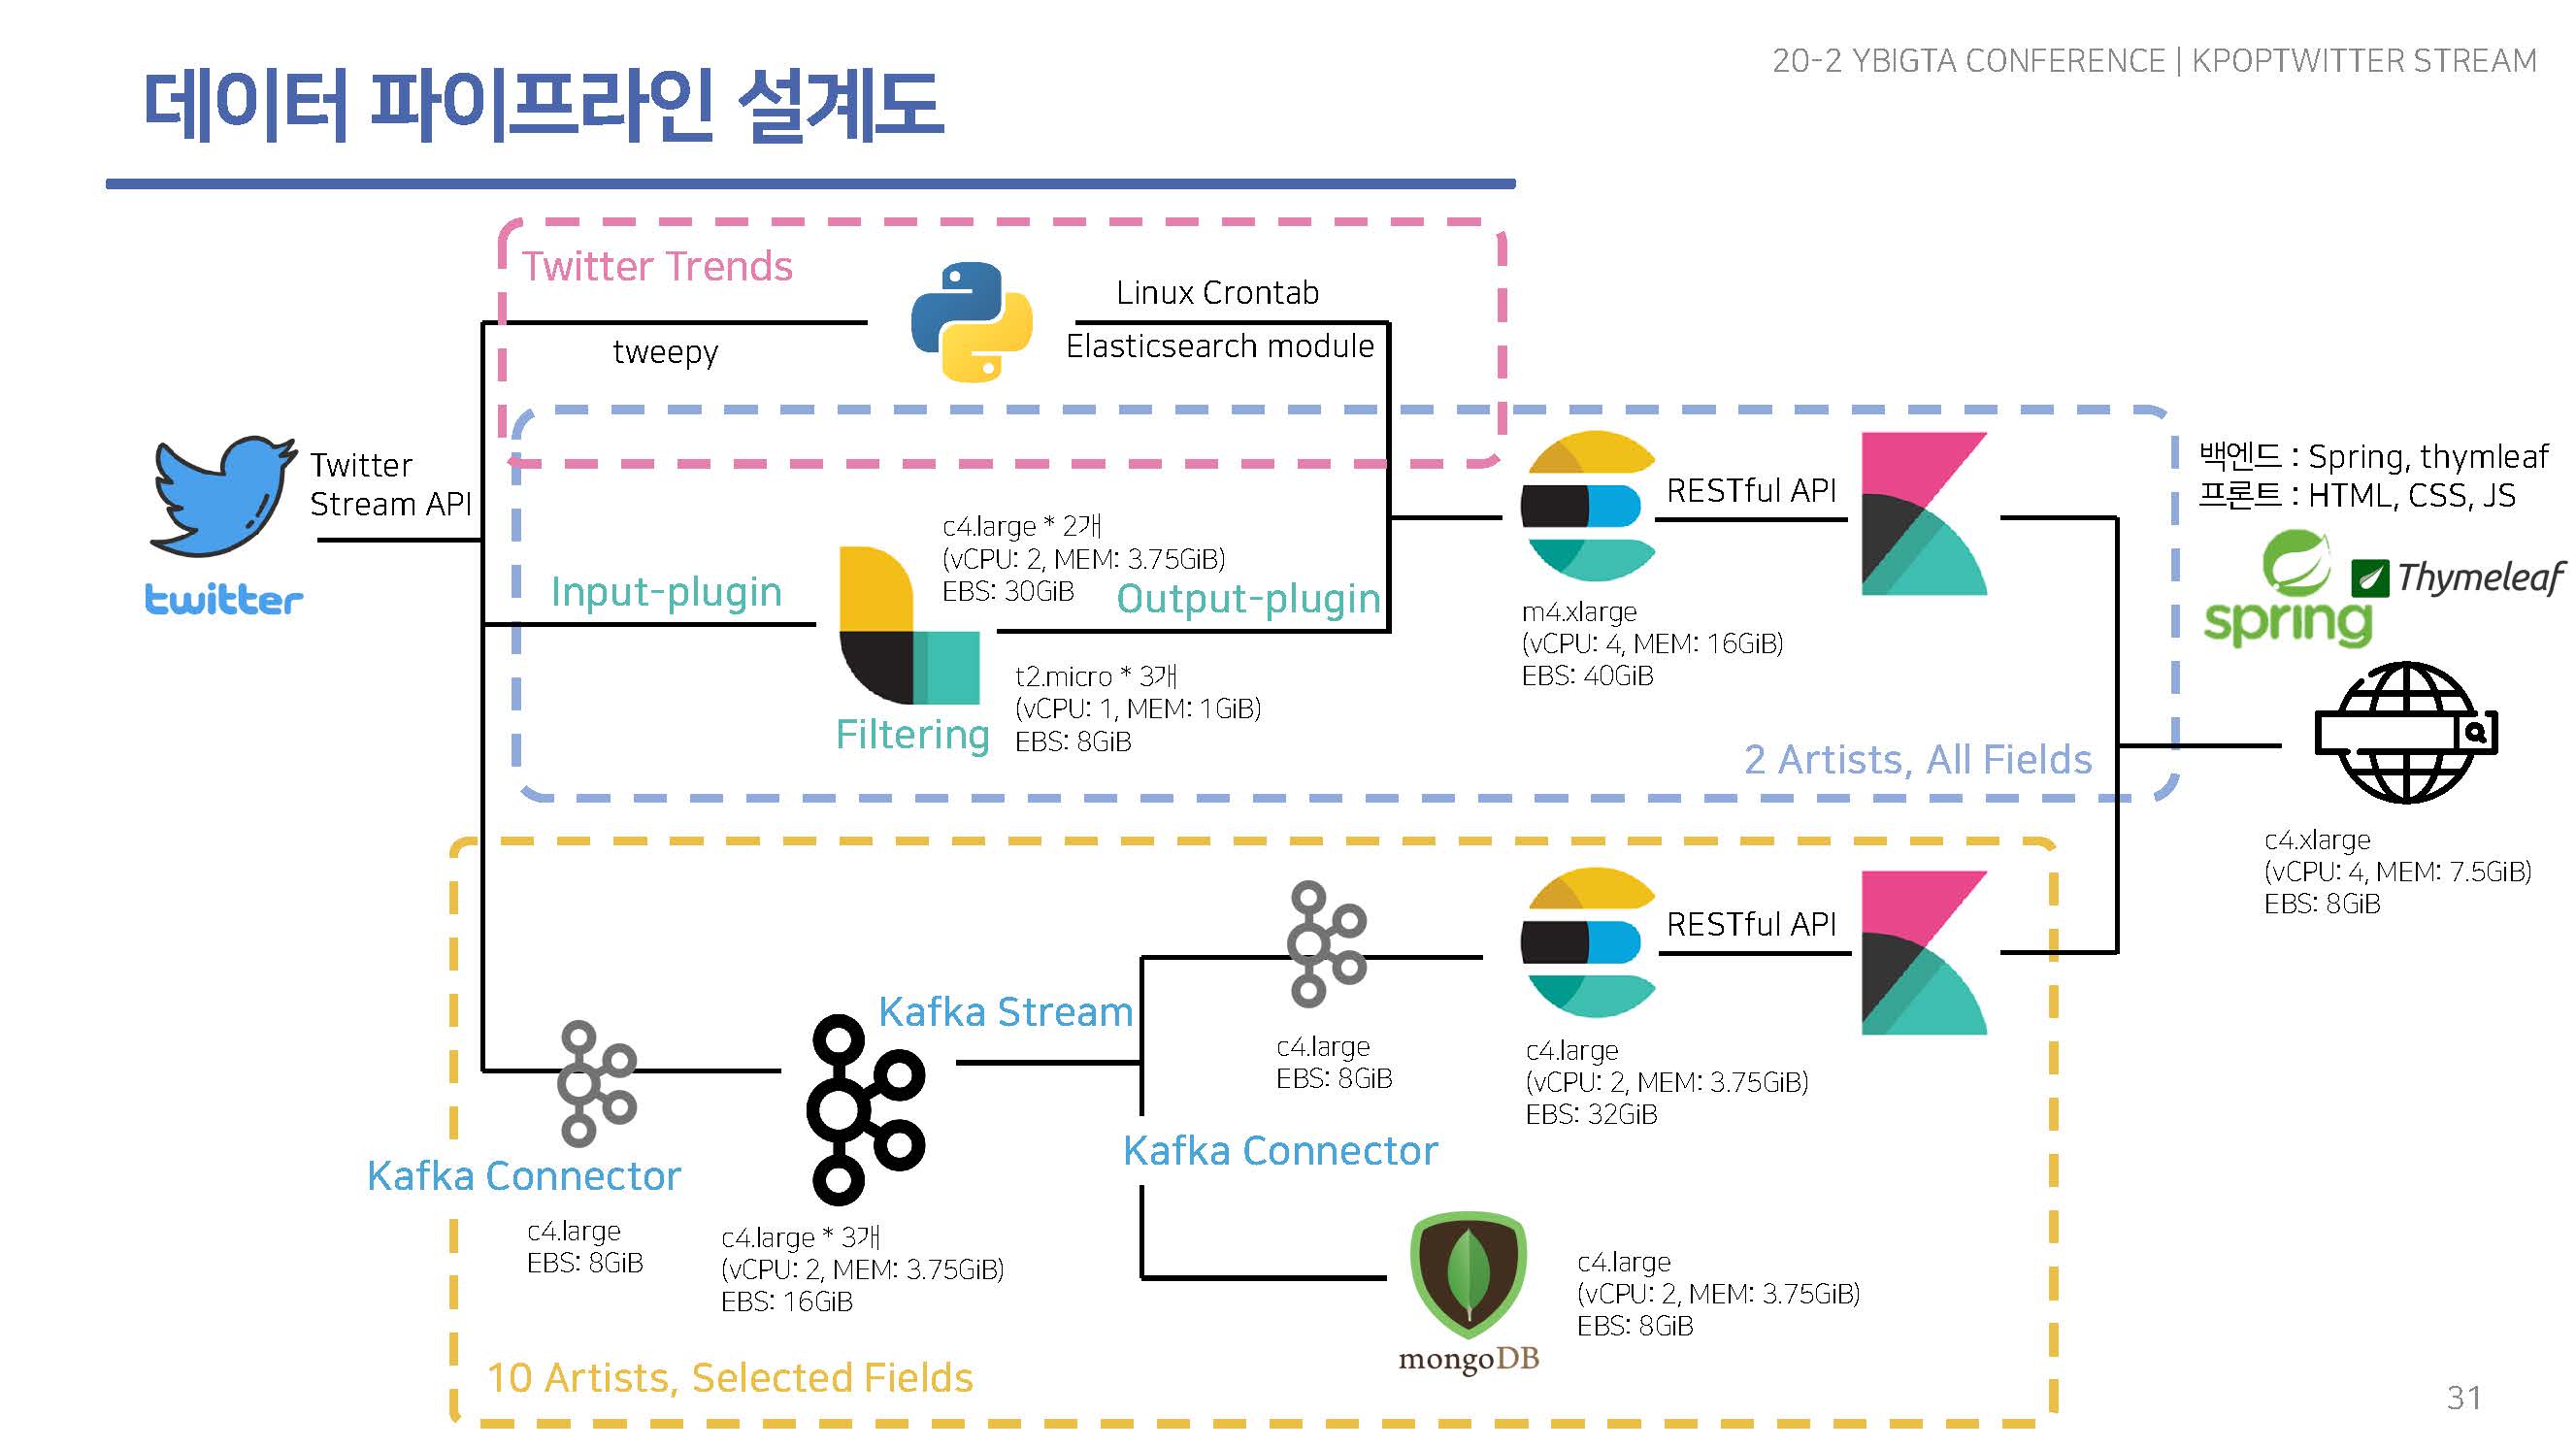 20-2 YBIGTA CONFERENCE | KPOPTWITTER STREAM
데이터 파이프라인 설계도
Twitter Trends
Linux Crontab
tweepy
Elasticsearch module
Twitter
Stream API
twitter
Input-plugin
c4.large * 2개
(vCPU: 2, MEM: 3.75GiB)
EBS: 30GiB
Output-plugin
t2.micro * 3개
(vCPU: 1, MEM: 1GiB)
EBS: 8GiB
Filtering
RESTful API
m4.xlarge
(vCPU: 4, MEM: 16GiB)
EBS: 40GiB
2 Artists, All Fields
백엔드 : Spring, thymleaf
프론트 : HTML, CSS, JS
spring
Thymeleaf
c4.xlarge
(vCPU: 4, MEM: 7.5GiB)
EBS: 8GiB
Kafka Stream
RESTful API
c4.large
EBS: 8GiB
c4.large
(vCPU: 2, MEM: 3.75GiB)
EBS: 32GiB
Kafka Connector
Kafka Connector
c4.large
EBS: 8GiB
c4.large * 3개
(vCPU: 2, MEM: 3.75GiB)
EBS: 16GiB
mongoDB
c4.large
(vCPU: 2, MEM: 3.75GiB)
EBS: 8GiB
10 Artists, Selected Fields
31